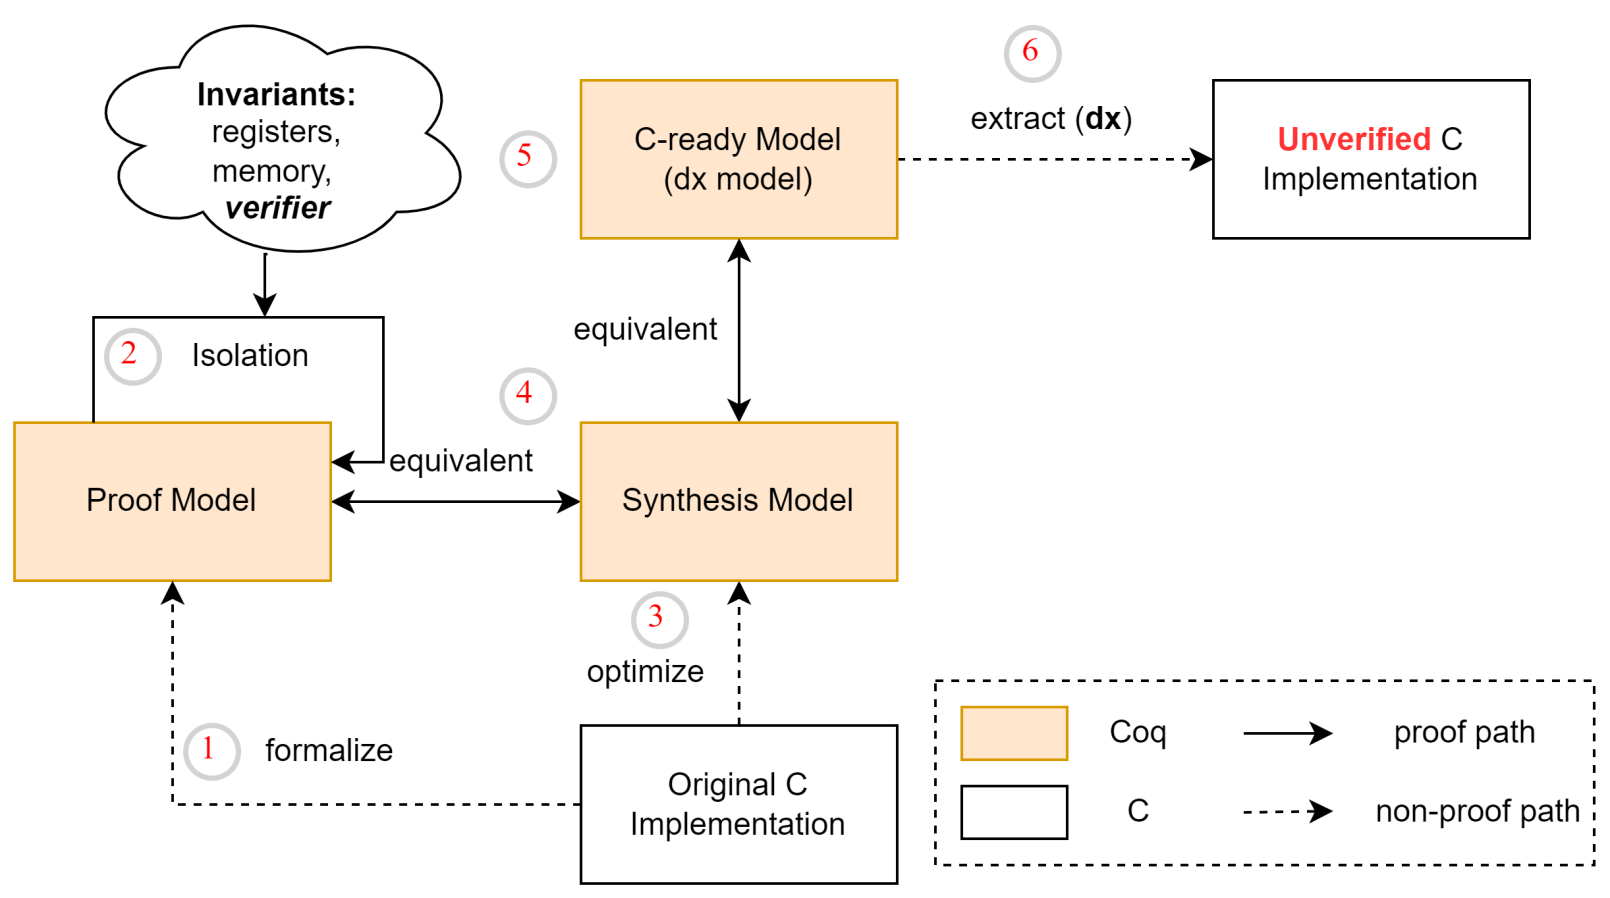 Invariants:
registers,
memory,
verifier
5
C-ready Model
(dx model)
6
extract (dx)
Unverified C
Implementation
2
Isolation
equivalent
4
equivalent
Proof Model
Synthesis Model
3
optimize
1
formalize
Original C
Implementation
Coq
proof path
C
non-proof path